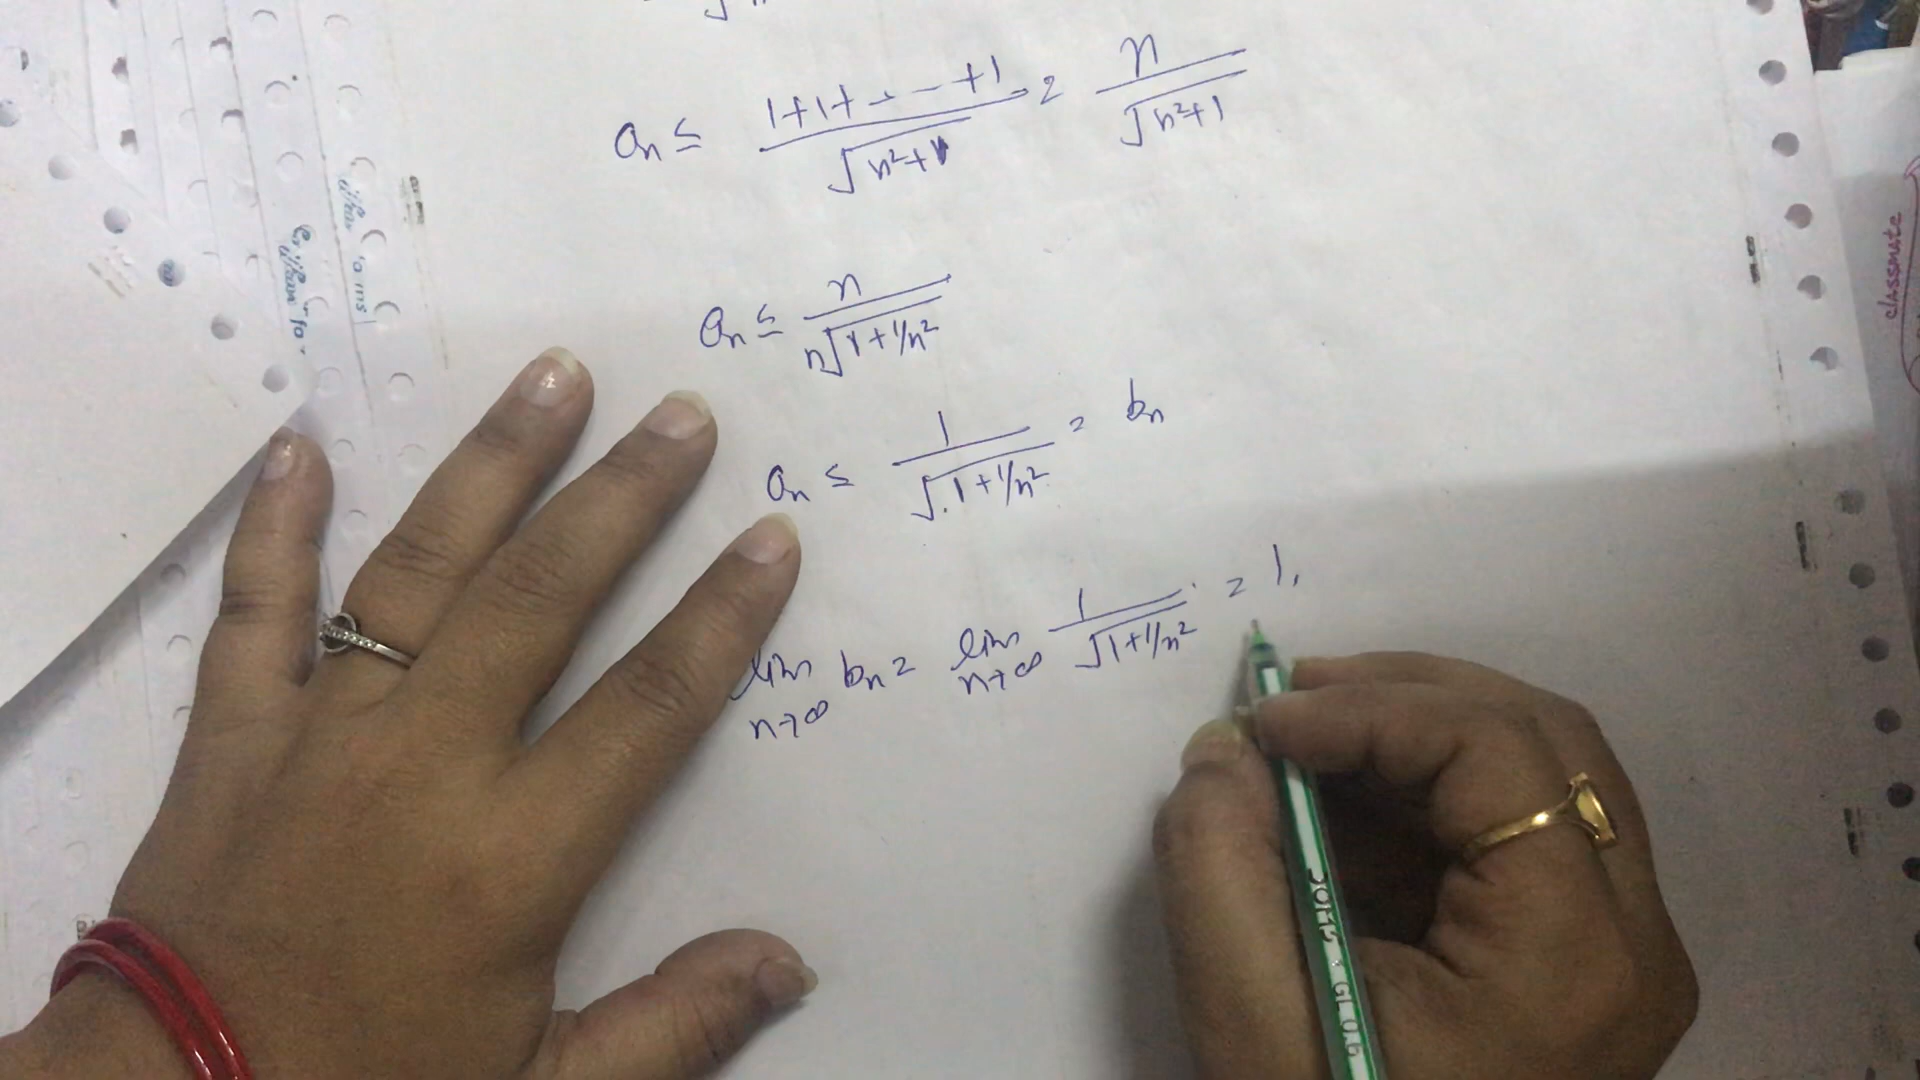 aₙ ≤ (1+1+ - - - +1)/√(n²+1) = n/√(n²+1)
aₙ ≤ n/(n√(1+1/n²))
aₙ ≤ 1/√(1+1/n²) = bₙ
lim n→∞ bₙ = lim n→∞ 1/√(1+1/n²) = 1.
classmate